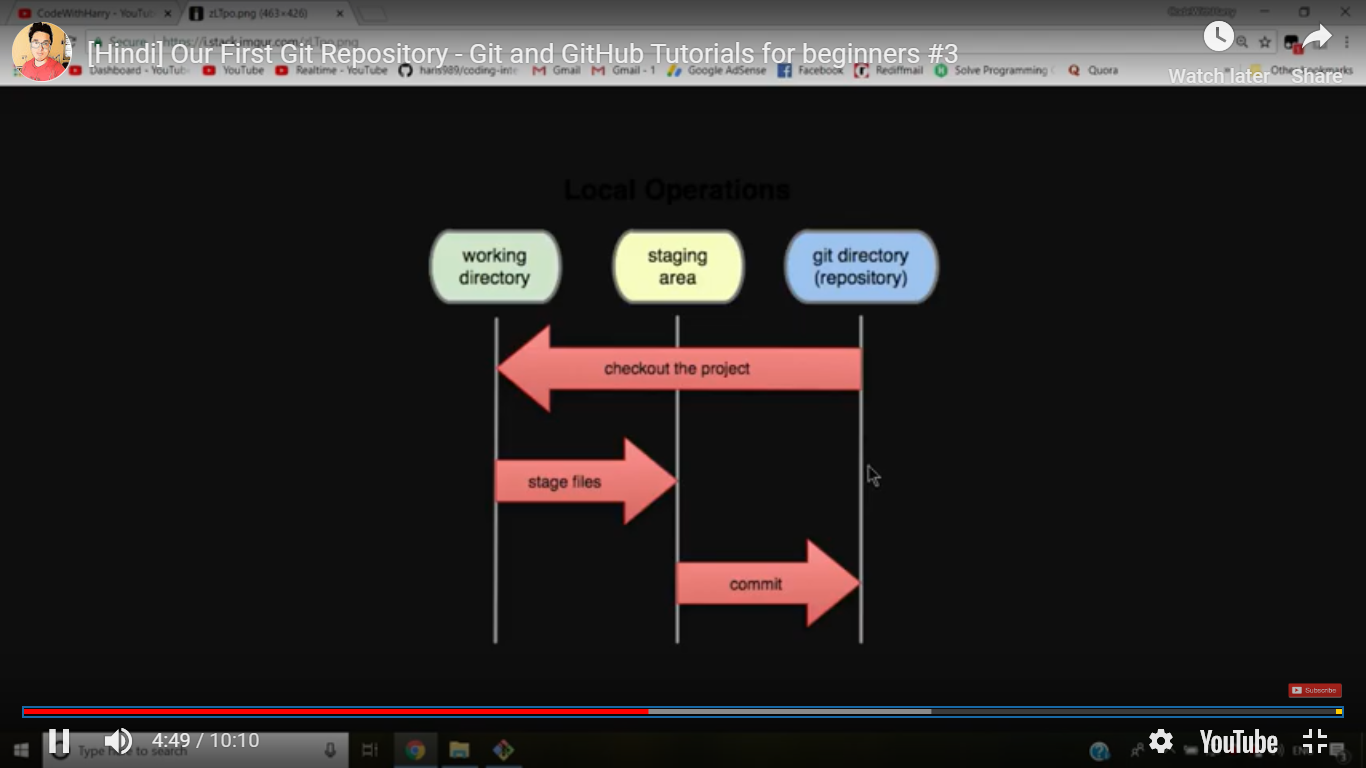 CodeWithHarry - YouTub
zLTpo.png (463×426)
CodeWithHarry
Secure
https://i.stack.imgur.com/zLTpo.png
[Hindi] Our First Git Repository - Git and GitHub Tutorials for beginners #3
Watch later
Share
Dashboard - YouTub
YouTube
Realtime - YouTube
haris989/coding-inte
Gmail
Gmail - 1
Google AdSense
Facebook
Rediffmail
Solve Programming
Quora
Other bookmarks
Local Operations
working
directory
staging
area
git directory
(repository)
checkout the project
stage files
commit
Subscribe
4:49 / 10:10
YouTube
Type here to search